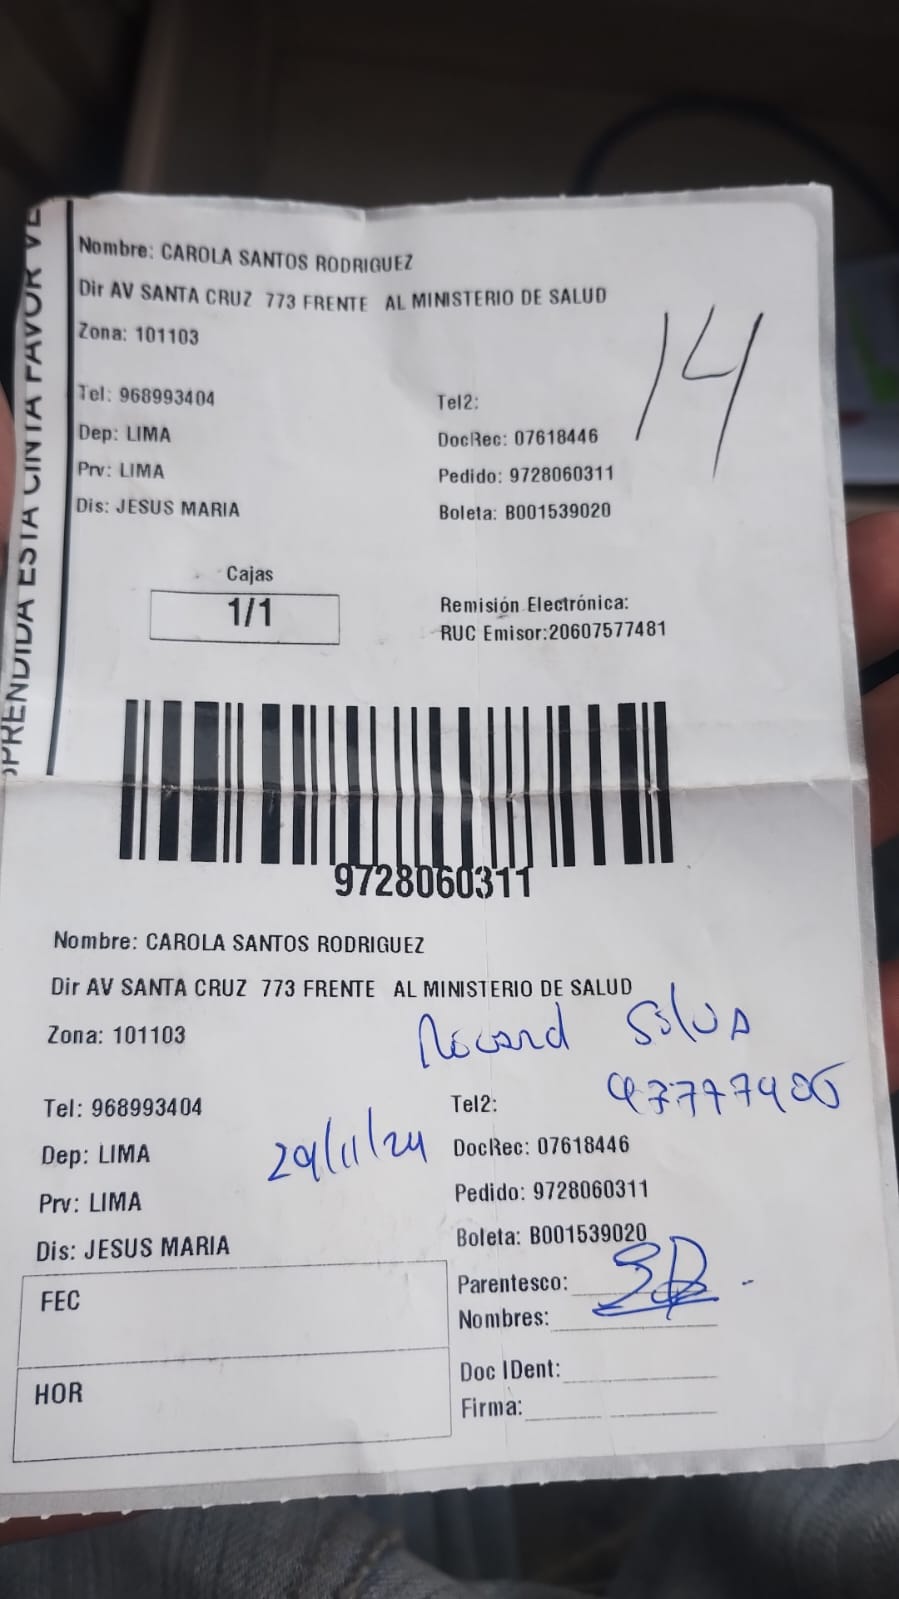 PRENDIDA ESTA CINTA FAVOR VE
Nombre: CAROLA SANTOS RODRIGUEZ
Dir AV SANTA CRUZ 773 FRENTE AL MINISTERIO DE SALUD
Zona: 101103
14
Tel: 968993404
Tel2:
Dep: LIMA
DocRec: 07618446
Prv: LIMA
Pedido: 9728060311
Dis: JESUS MARIA
Boleta: B001539020
Cajas
1/1
Remisión Electrónica:
RUC Emisor:20607577481
9728060311
Nombre: CAROLA SANTOS RODRIGUEZ
Dir AV SANTA CRUZ 773 FRENTE AL MINISTERIO DE SALUD
Zona: 101103
Silva
Tel: 968993404
Tel2:
Dep: LIMA
29/11/24
DocRec: 07618446
Prv: LIMA
Pedido: 9728060311
Dis: JESUS MARIA
Boleta: B001539020
FEC
Parentesco:
Nombres:
HOR
Doc IDent:
Firma: